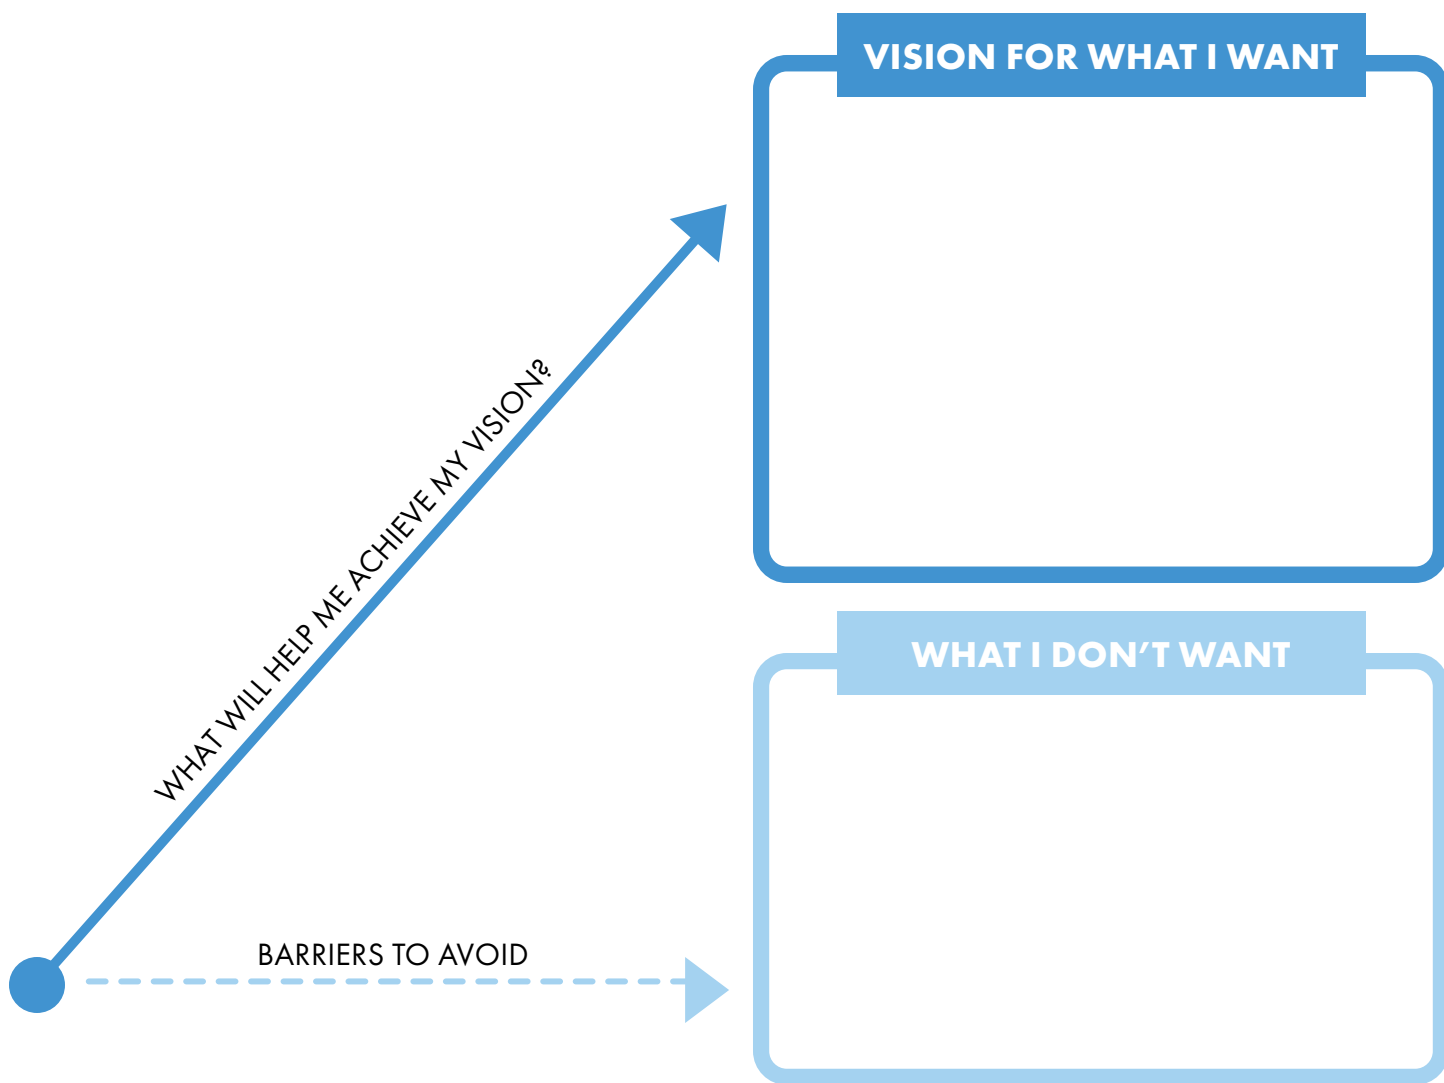 VISION FOR WHAT I WANT
WHAT WILL HELP ME ACHIEVE MY VISION?
WHAT I DON’T WANT
BARRIERS TO AVOID